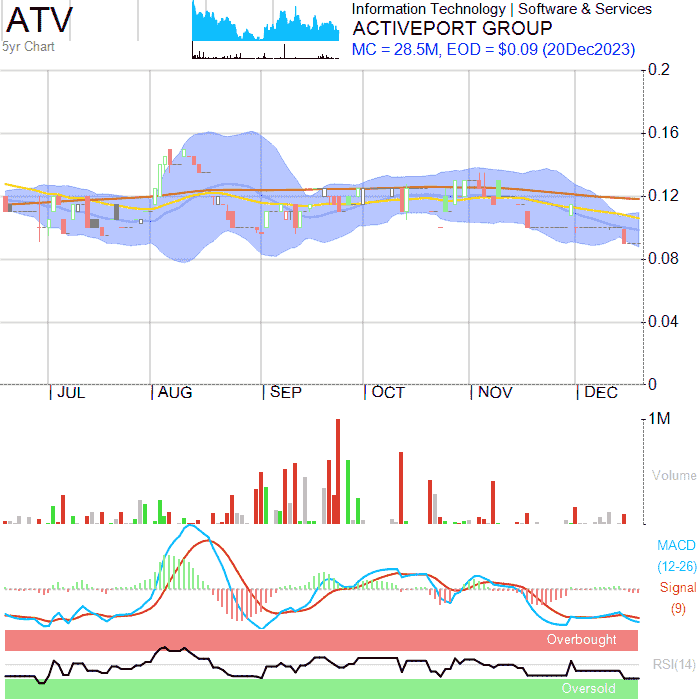 ATV
5yr Chart
Information Technology | Software & Services
ACTIVEPORT GROUP
MC = 28.5M, EOD = $0.09 (20Dec2023)
0.2
0.16
0.12
0.08
0.04
0
JUL AUG SEP OCT NOV DEC
1M
Volume
MACD
(12-26)
Signal
(9)
Overbought
RSI(14)
Oversold